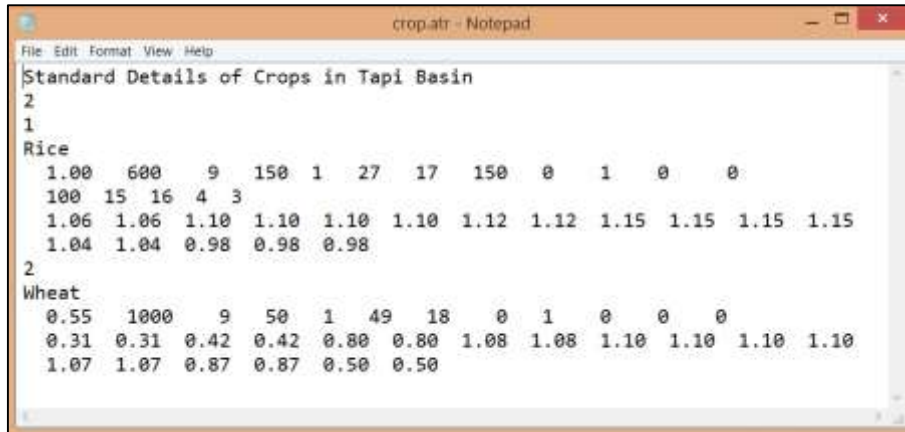 crop.atr - Notepad
File Edit Format View Help
Standard Details of Crops in Tapi Basin
2
1
Rice
1.00 600 9 150 1 27 17 150 0 1 0 0
100 15 16 4 3
1.06 1.06 1.10 1.10 1.10 1.10 1.12 1.12 1.15 1.15 1.15 1.15
1.04 1.04 0.98 0.98 0.98
2
Wheat
0.55 1000 9 50 1 49 18 0 1 0 0 0
0.31 0.31 0.42 0.42 0.80 0.80 1.08 1.08 1.10 1.10 1.10 1.10
1.07 1.07 0.87 0.87 0.50 0.50